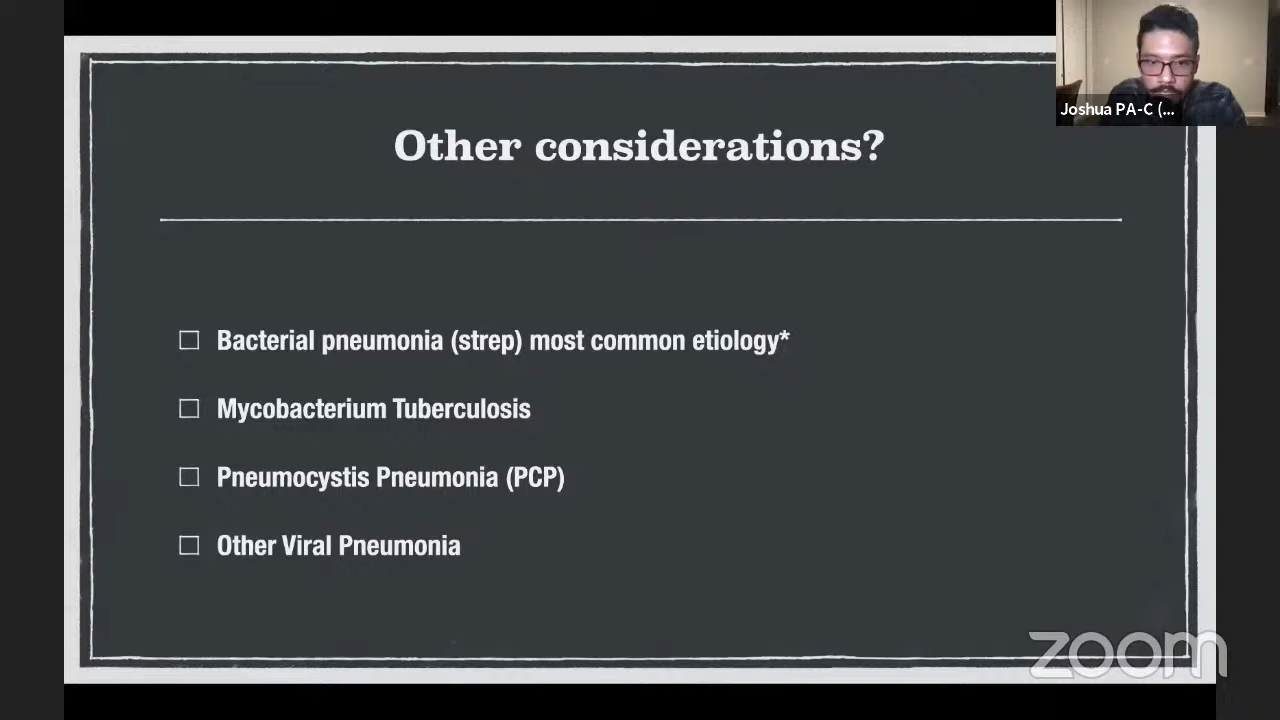 Joshua PA-C (...
Other considerations?
Bacterial pneumonia (strep) most common etiology*
Mycobacterium Tuberculosis
Pneumocystis Pneumonia (PCP)
Other Viral Pneumonia
zoom